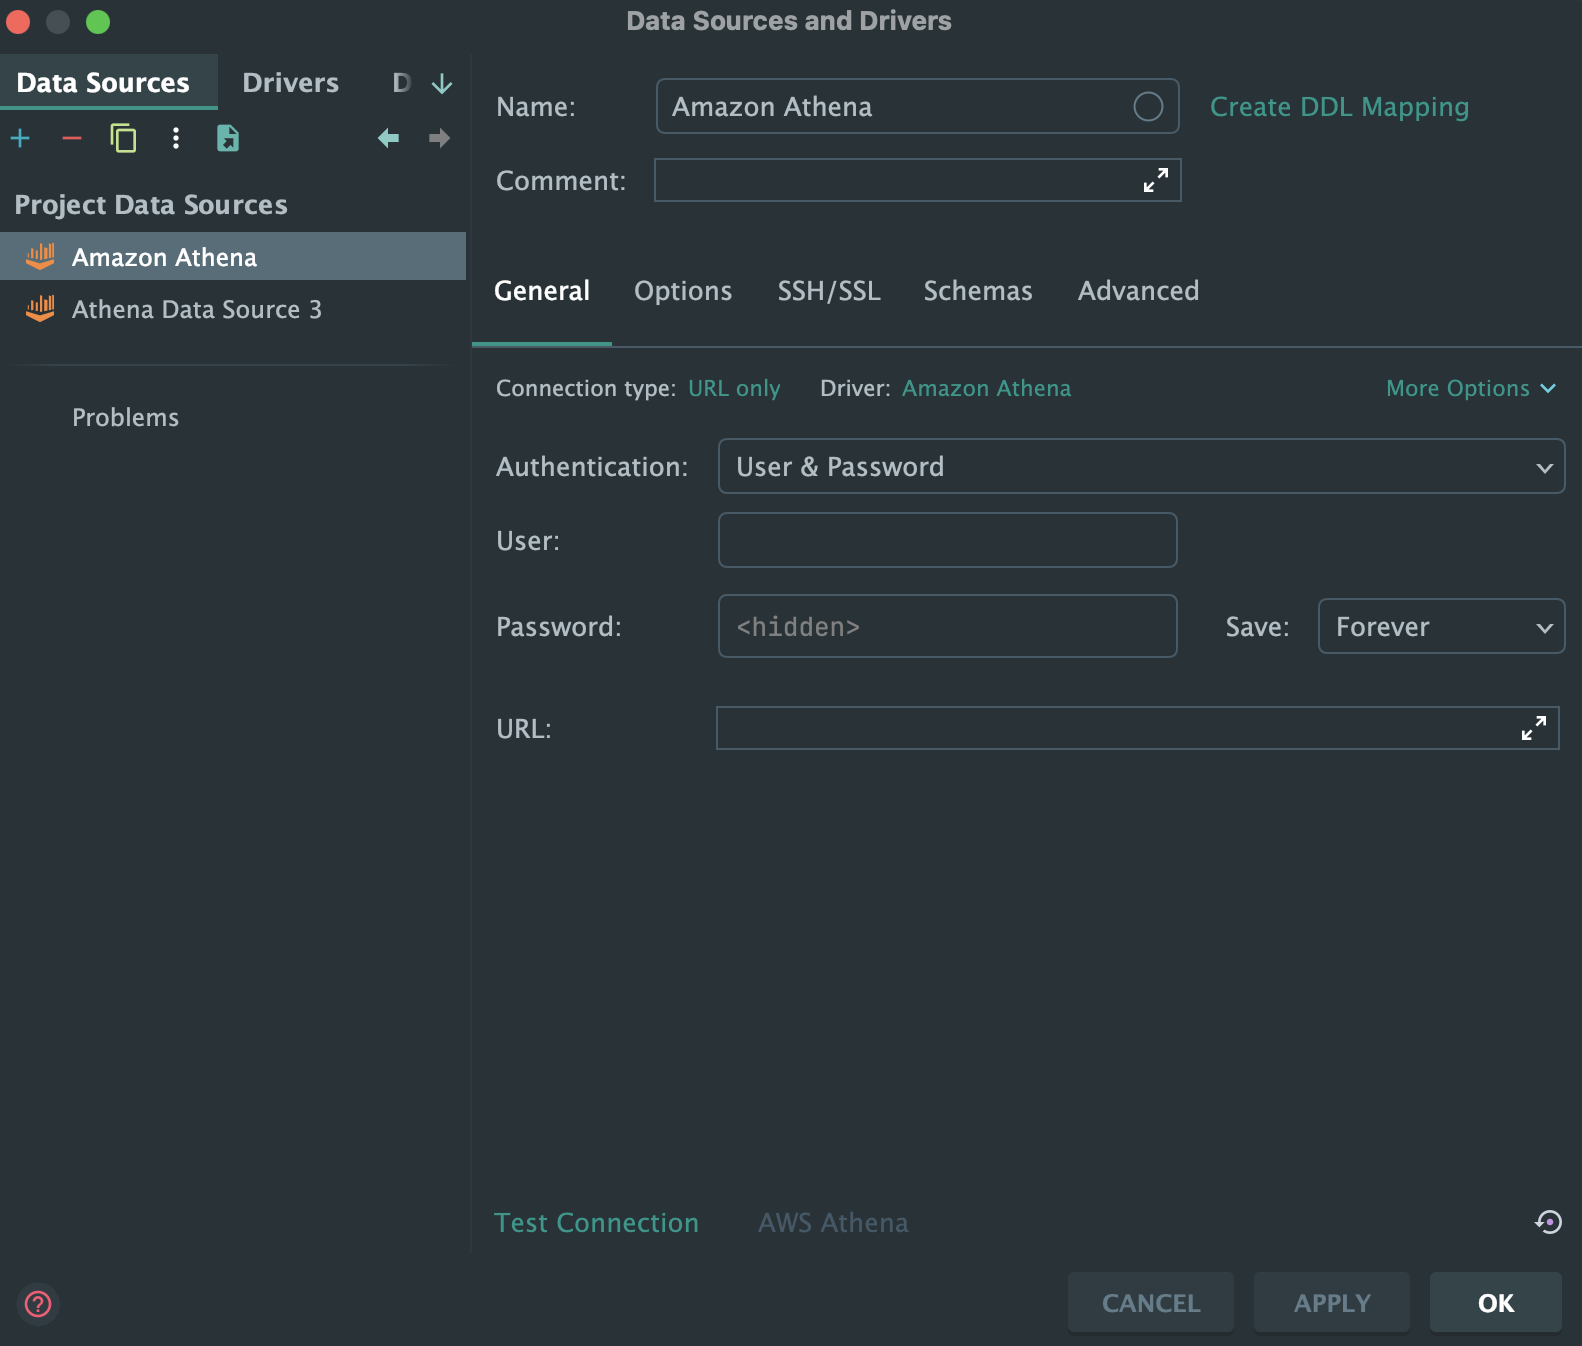 Data Sources and Drivers
Data Sources Drivers D
Project Data Sources
Amazon Athena
Athena Data Source 3
Problems
Name: Amazon Athena Create DDL Mapping
Comment:
General Options SSH/SSL Schemas Advanced
Connection type: URL only Driver: Amazon Athena More Options
Authentication: User & Password
User:
Password: <hidden> Save: Forever
URL:
Test Connection AWS Athena
? CANCEL APPLY OK